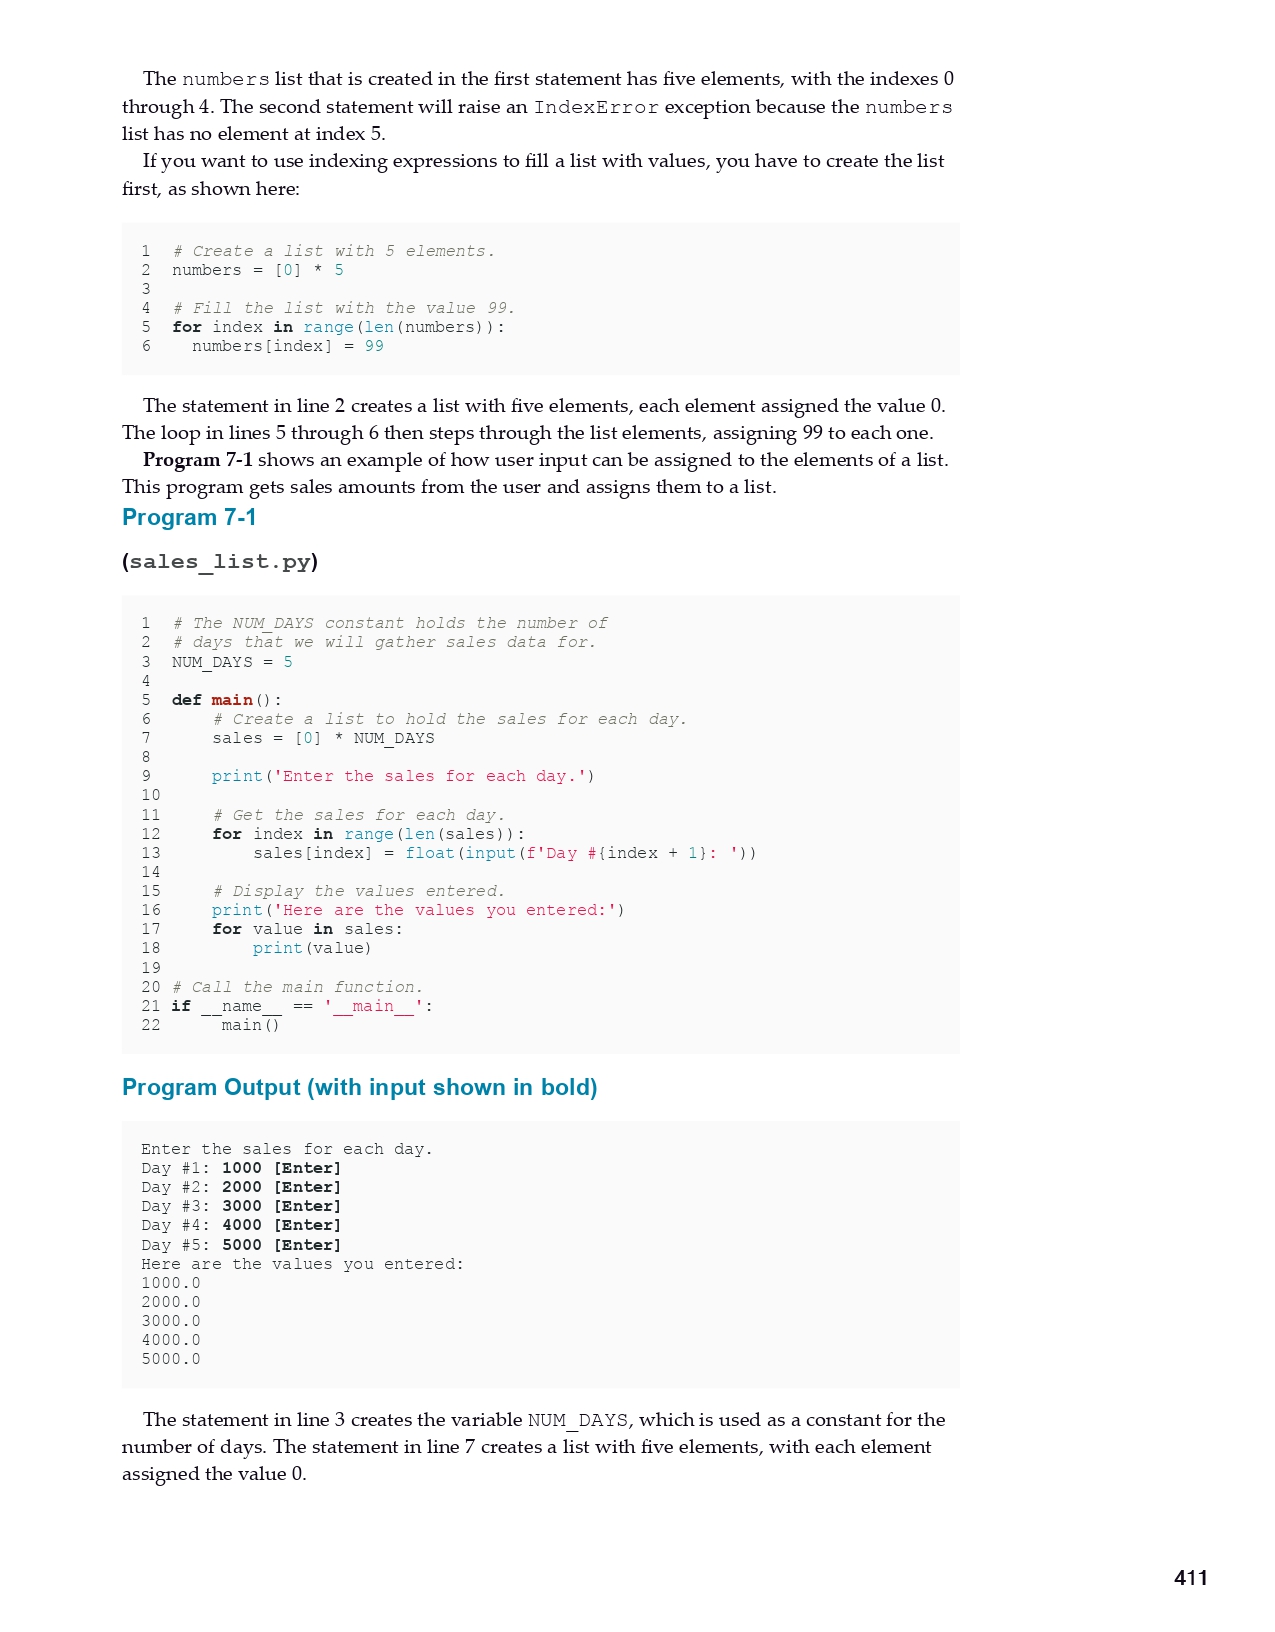 The numbers list that is created in the first statement has five elements, with the indexes 0
through 4. The second statement will raise an IndexError exception because the numbers
list has no element at index 5.
If you want to use indexing expressions to fill a list with values, you have to create the list
first, as shown here:
1  # Create a list with 5 elements.
2  numbers = [0] * 5
3
4  # Fill the list with the value 99.
5  for index in range(len(numbers)):
6    numbers[index] = 99
The statement in line 2 creates a list with five elements, each element assigned the value 0.
The loop in lines 5 through 6 then steps through the list elements, assigning 99 to each one.
Program 7-1 shows an example of how user input can be assigned to the elements of a list.
This program gets sales amounts from the user and assigns them to a list.
Program 7-1
(sales_list.py)
1  # The NUM_DAYS constant holds the number of
2  # days that we will gather sales data for.
3  NUM_DAYS = 5
4
5  def main():
6      # Create a list to hold the sales for each day.
7      sales = [0] * NUM_DAYS
8
9      print('Enter the sales for each day.')
10
11     # Get the sales for each day.
12     for index in range(len(sales)):
13         sales[index] = float(input(f'Day #{index + 1}: '))
14
15     # Display the values entered.
16     print('Here are the values you entered:')
17     for value in sales:
18         print(value)
19
20 # Call the main function.
21 if __name__ == '__main__':
22      main()
Program Output (with input shown in bold)
Enter the sales for each day.
Day #1: 1000 [Enter]
Day #2: 2000 [Enter]
Day #3: 3000 [Enter]
Day #4: 4000 [Enter]
Day #5: 5000 [Enter]
Here are the values you entered:
1000.0
2000.0
3000.0
4000.0
5000.0
The statement in line 3 creates the variable NUM_DAYS, which is used as a constant for the
number of days. The statement in line 7 creates a list with five elements, with each element
assigned the value 0.
411